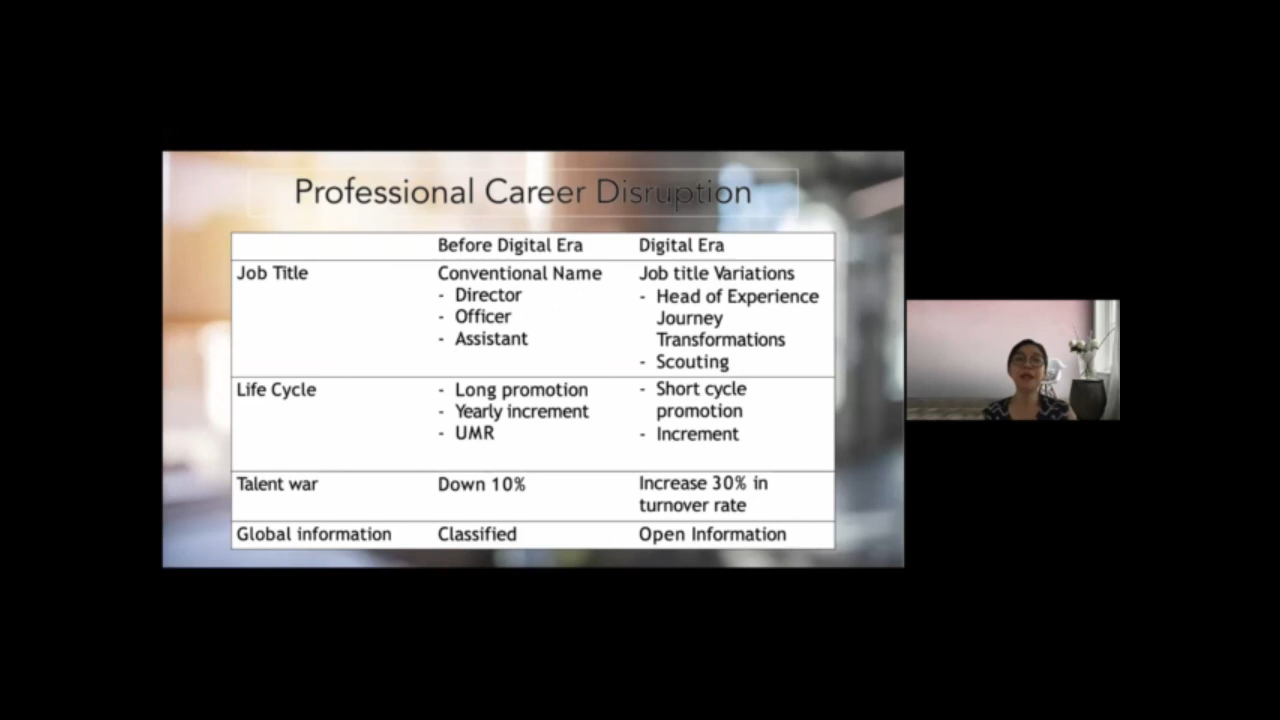 Professional Career Disruption
Before Digital Era Digital Era
Job Title
Conventional Name
- Director
- Officer
- Assistant
Job title Variations
- Head of Experience
Journey
Transformations
- Scouting
Life Cycle
- Long promotion
- Yearly increment
- UMR
- Short cycle
promotion
- Increment
Talent war
Down 10%
Increase 30% in
turnover rate
Global information
Classified
Open Information